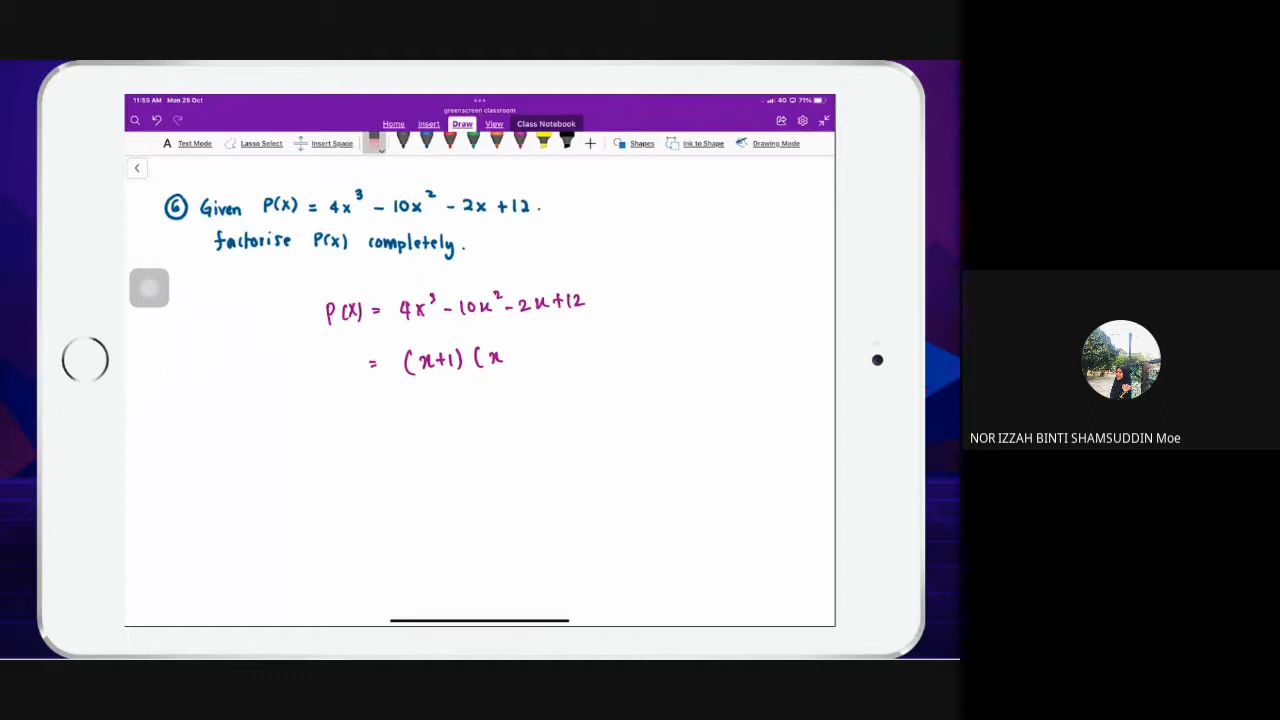 11:55 AM Mon 25 Oct
4G 71%
greenscreen classroom
Home Insert Draw View Class Notebook
Text Mode Lasso Select Insert Space Shapes Ink to Shape Drawing Mode
⑥ Given P(x) = 4x³ - 10x² - 2x + 12.
factorise P(x) completely.
P(x) = 4x³ - 10x² - 2x + 12
= (x+1) (x
NOR IZZAH BINTI SHAMSUDDIN Moe